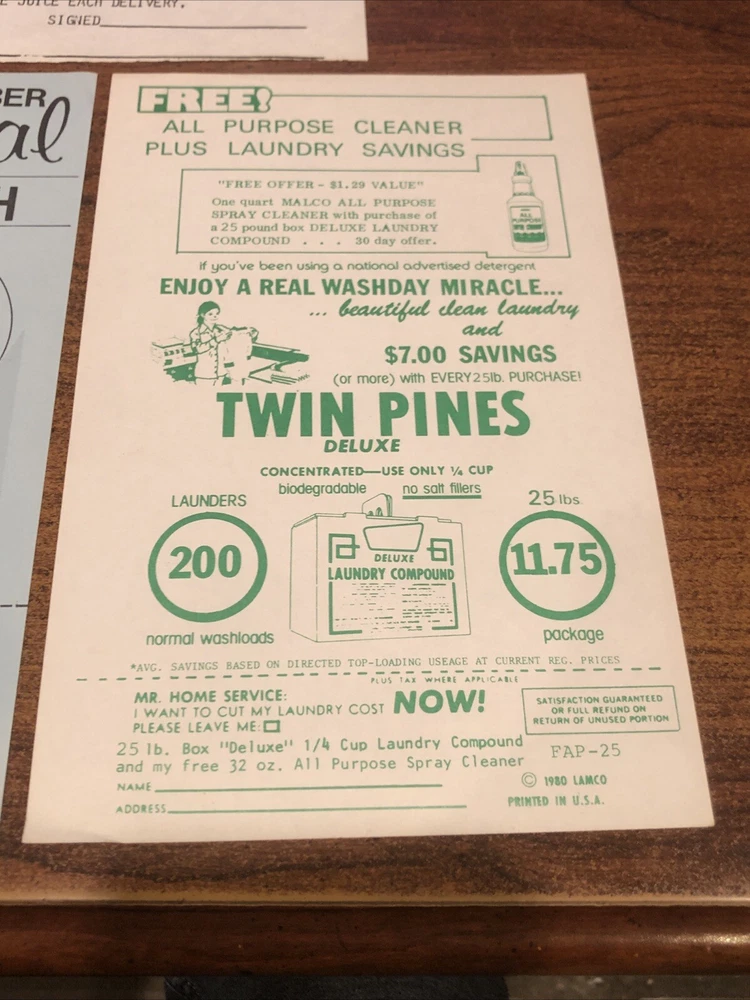 E JUICE EACH DELIVERY.
SIGNED
BER
al
H
FREE!
ALL PURPOSE CLEANER
PLUS LAUNDRY SAVINGS
"FREE OFFER - $1.29 VALUE"
One quart MALCO ALL PURPOSE
SPRAY CLEANER with purchase of
a 25 pound box DELUXE LAUNDRY
COMPOUND . . . 30 day offer.
ALL
PURPOSE
If you've been using a national advertised detergent
ENJOY A REAL WASHDAY MIRACLE...
... beautiful clean laundry
and
$7.00 SAVINGS
(or more) with EVERY 25lb. PURCHASE!
TWIN PINES
DELUXE
CONCENTRATED—USE ONLY 1/4 CUP
biodegradable no salt fillers
LAUNDERS
200
normal washloads
DELUXE
LAUNDRY COMPOUND
25 lbs.
11.75
package
*AVG. SAVINGS BASED ON DIRECTED TOP-LOADING USEAGE AT CURRENT REG. PRICES
PLUS TAX WHERE APPLICABLE
MR. HOME SERVICE:
I WANT TO CUT MY LAUNDRY COST NOW!
PLEASE LEAVE ME:
SATISFACTION GUARANTEED
OR FULL REFUND ON
RETURN OF UNUSED PORTION
25 lb. Box "Deluxe" 1/4 Cup Laundry Compound
and my free 32 oz. All Purpose Spray Cleaner
FAP-25
NAME
ADDRESS
© 1980 LAMCO
PRINTED IN U.S.A.